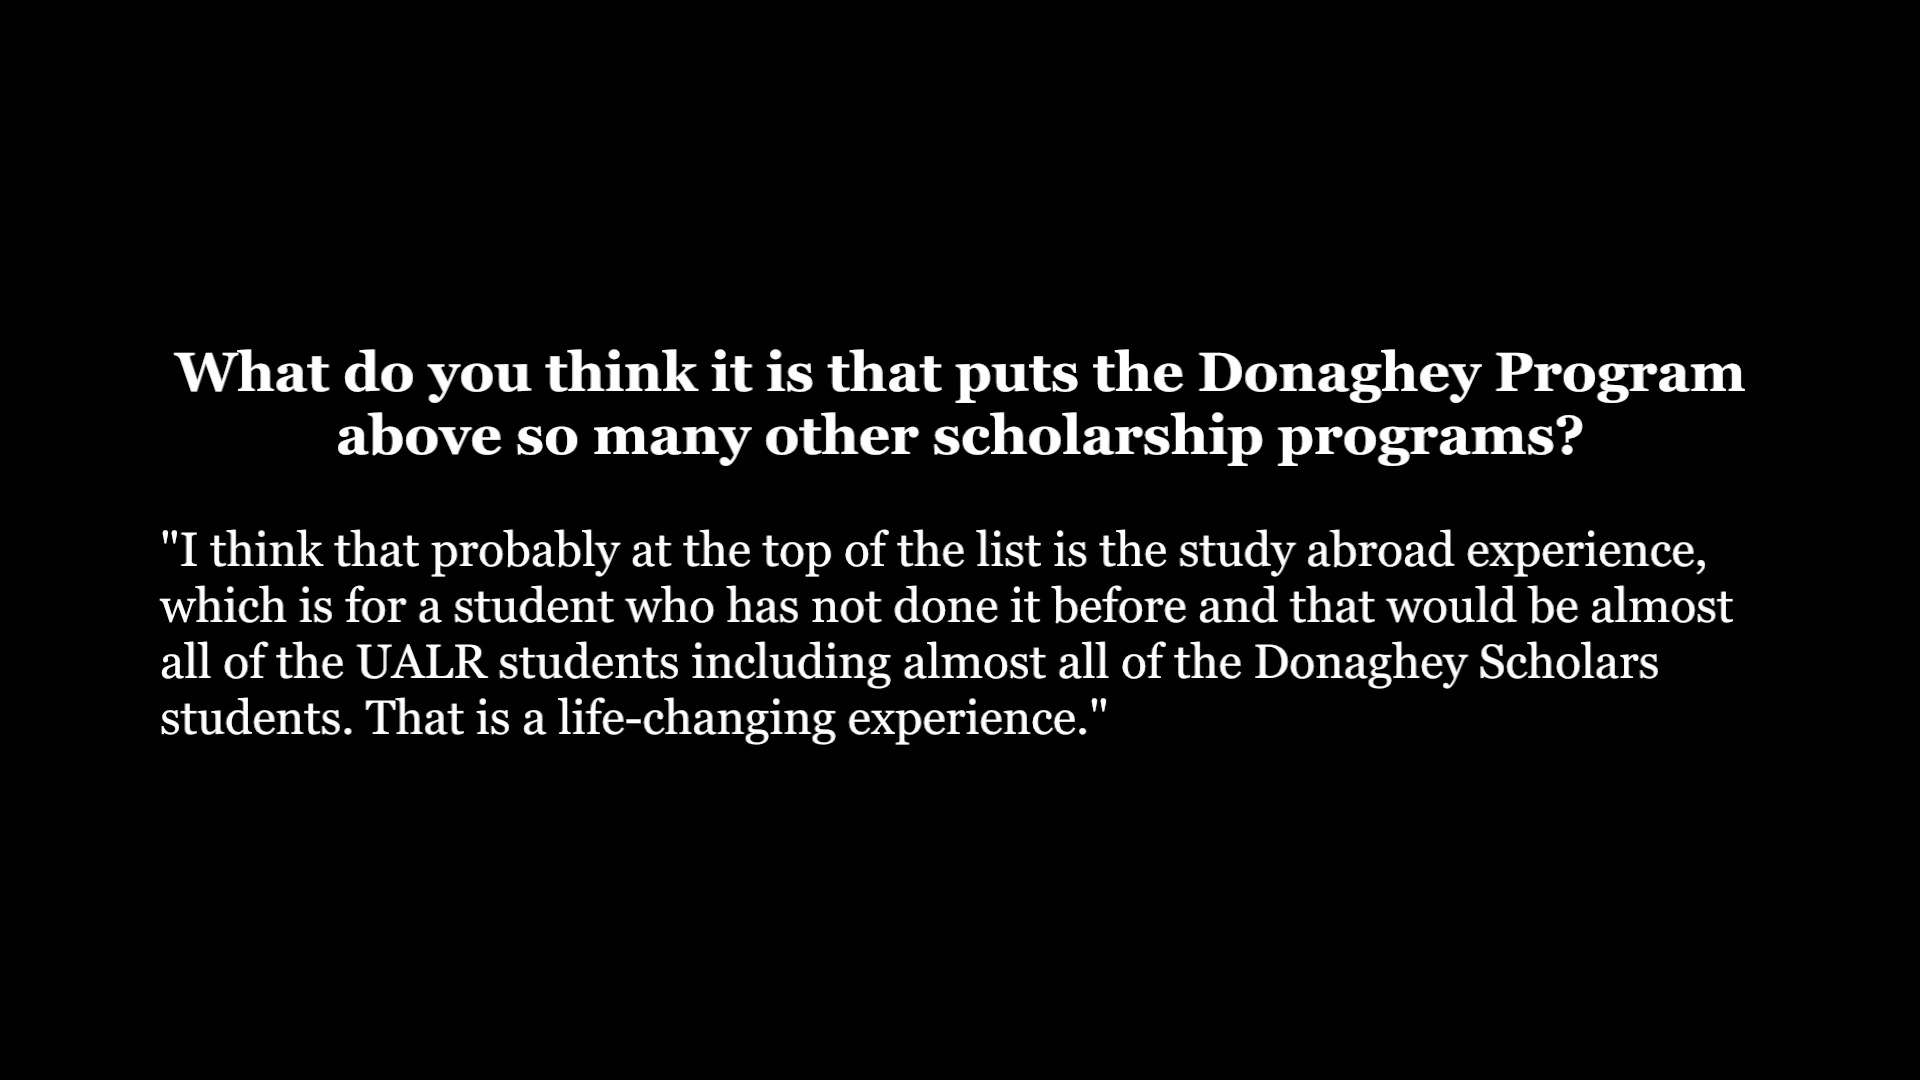 What do you think it is that puts the Donaghey Program
above so many other scholarship programs?
"I think that probably at the top of the list is the study abroad experience,
which is for a student who has not done it before and that would be almost
all of the UALR students including almost all of the Donaghey Scholars
students. That is a life-changing experience."